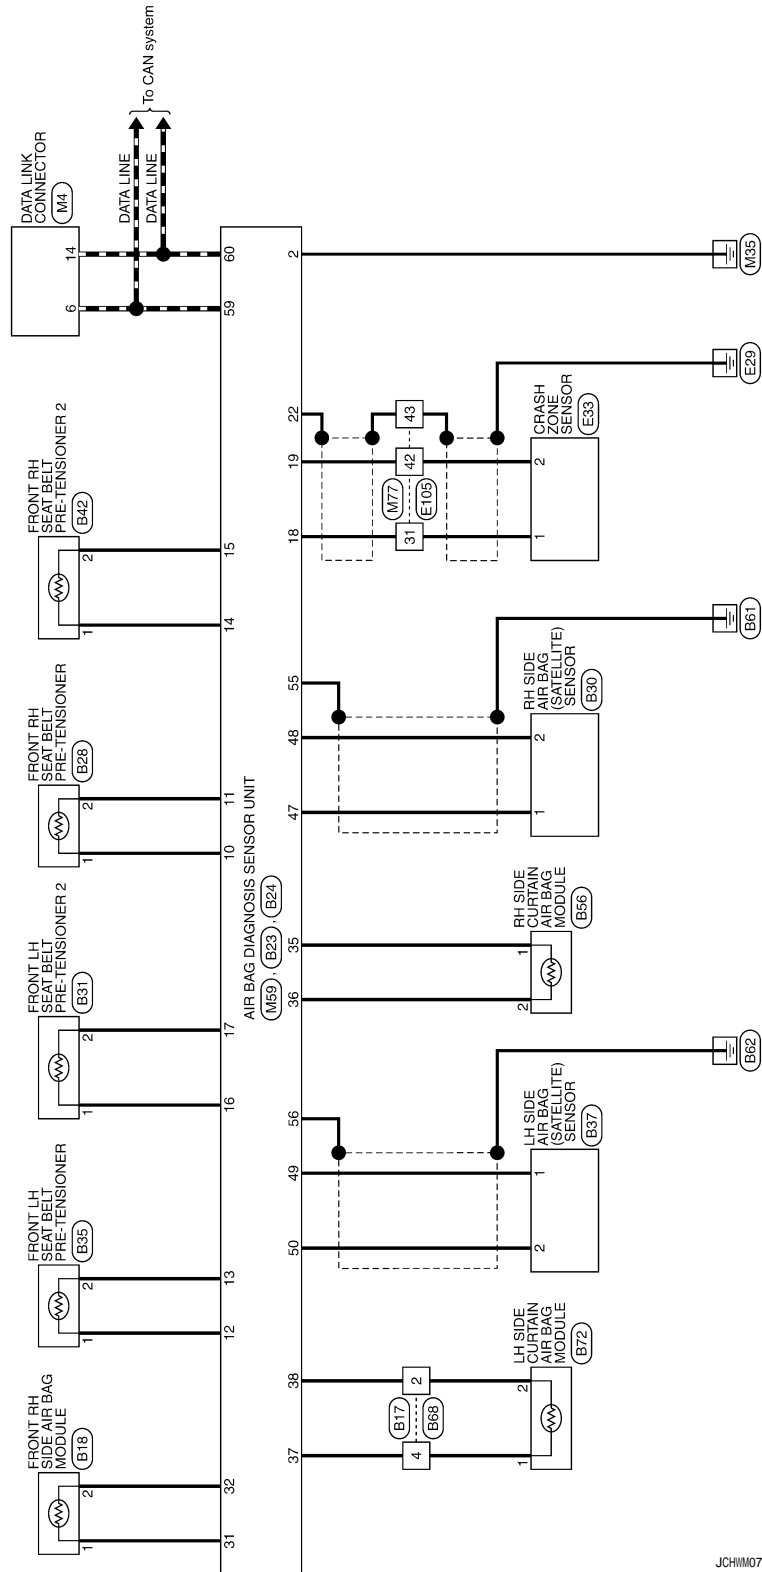 To CAN system
DATA LINK
CONNECTOR
M4
DATA LINE
DATA LINE
14
6
60
59
2
M35
FRONT RH
SEAT BELT
PRE-TENSIONER 2
B42
2
1
15
14
22
19
18
43
42
31
M77
E105
CRASH
ZONE
SENSOR
E33
2
1
E29
FRONT RH
SEAT BELT
PRE-TENSIONER
B28
2
1
11
10
55
48
47
RH SIDE
AIR BAG
(SATELLITE)
SENSOR
B30
2
1
B61
AIR BAG DIAGNOSIS SENSOR UNIT
M59 , B23 , B24
FRONT LH
SEAT BELT
PRE-TENSIONER 2
B31
2
1
17
16
35
36
RH SIDE
CURTAIN
AIR BAG
MODULE
B56
1
2
FRONT LH
SEAT BELT
PRE-TENSIONER
B35
2
1
13
12
56
49
50
LH SIDE
AIR BAG
(SATELLITE)
SENSOR
B37
1
2
B62
FRONT RH
SIDE AIR BAG
MODULE
B18
2
1
32
31
38
37
2
4
B17
B68
LH SIDE
CURTAIN
AIR BAG
MODULE
B72
2
1
JCHWM07